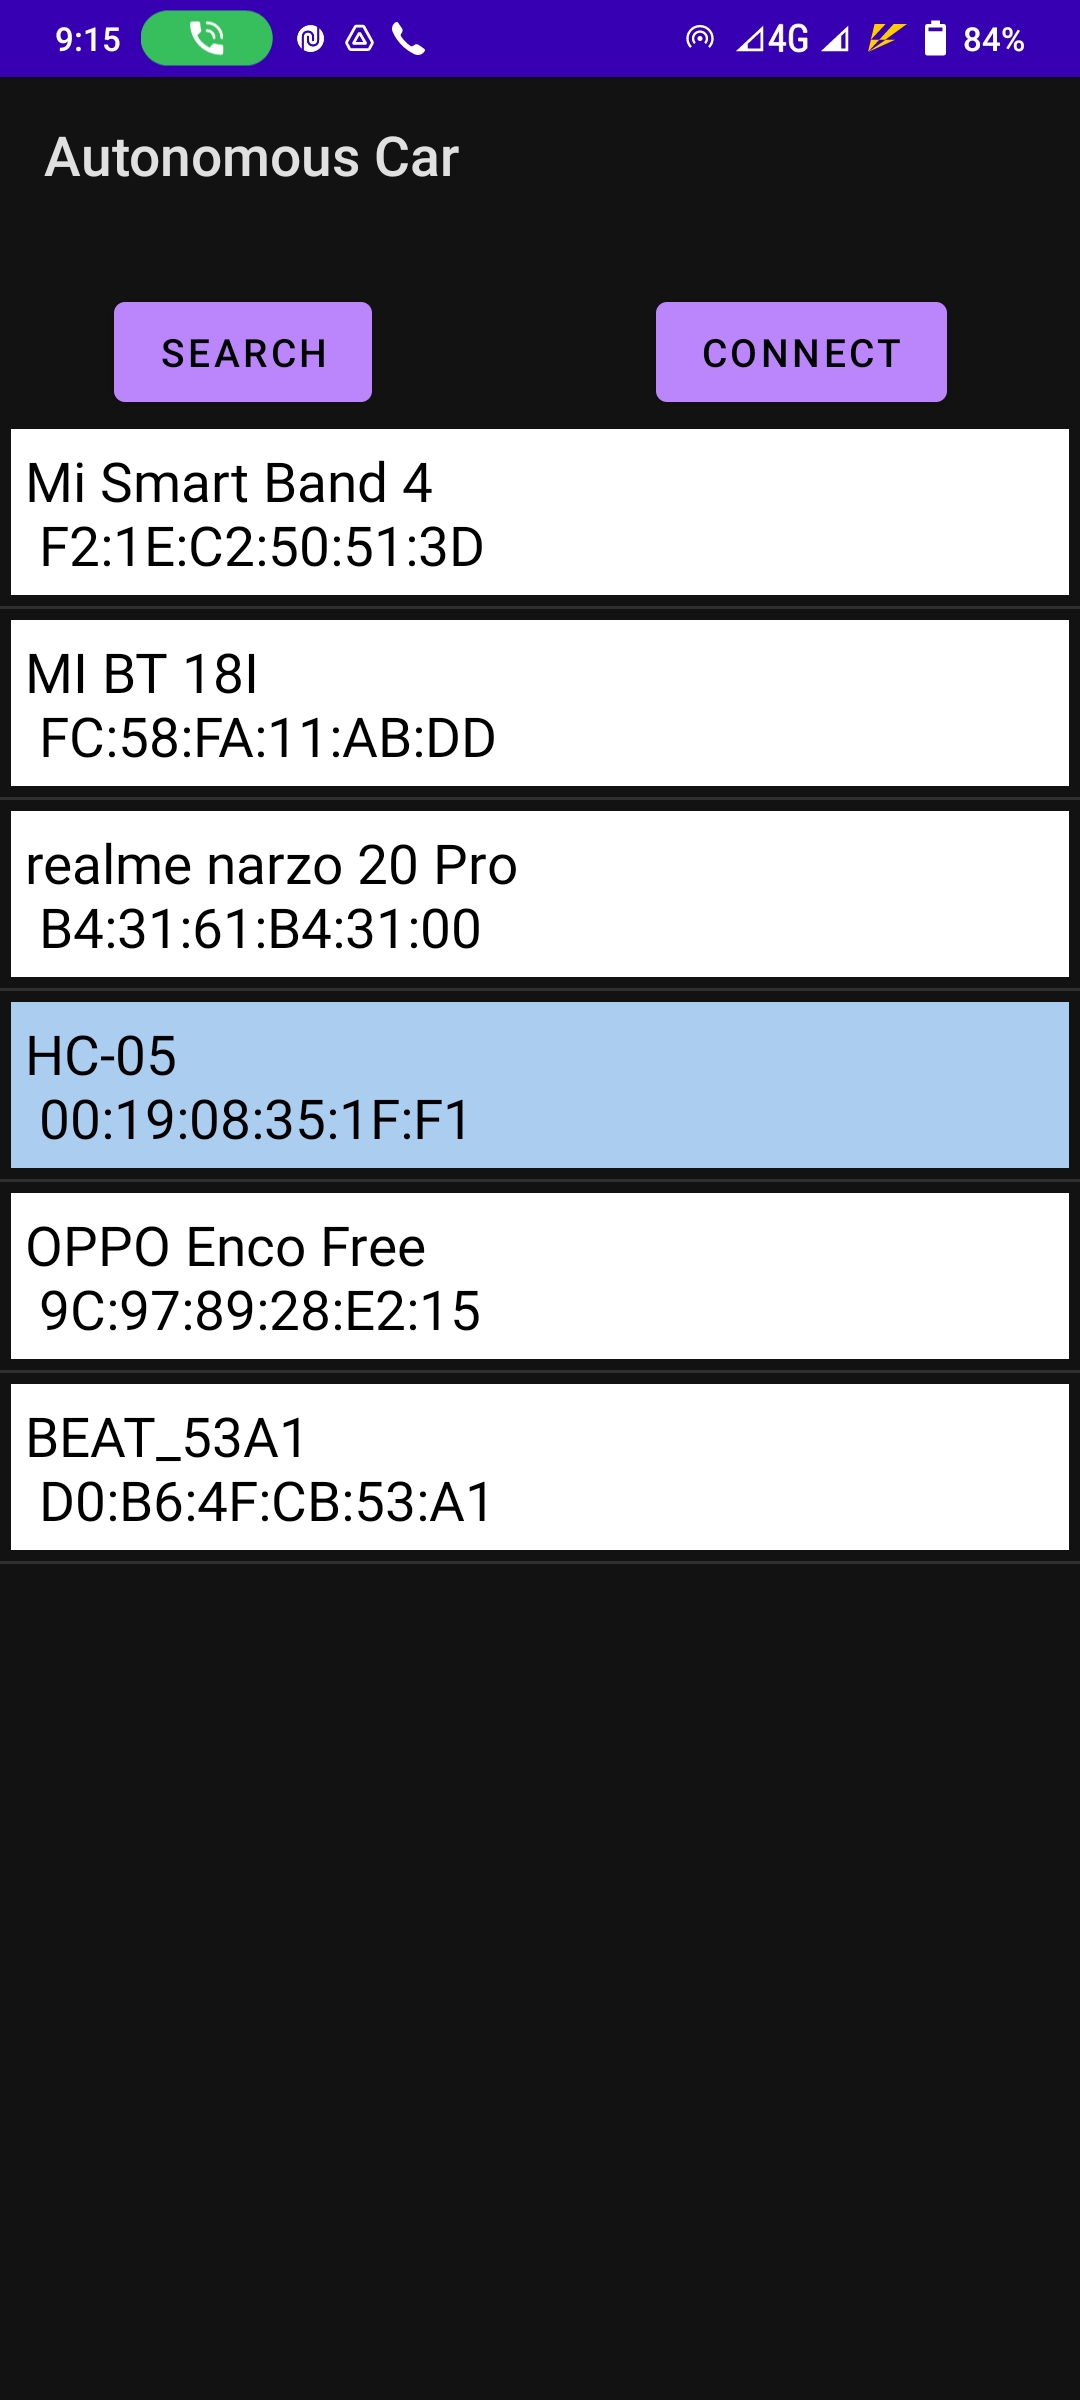 9:15 4G 84%
Autonomous Car
SEARCH CONNECT
Mi Smart Band 4
F2:1E:C2:50:51:3D
MI BT 18I
FC:58:FA:11:AB:DD
realme narzo 20 Pro
B4:31:61:B4:31:00
HC-05
00:19:08:35:1F:F1
OPPO Enco Free
9C:97:89:28:E2:15
BEAT_53A1
D0:B6:4F:CB:53:A1